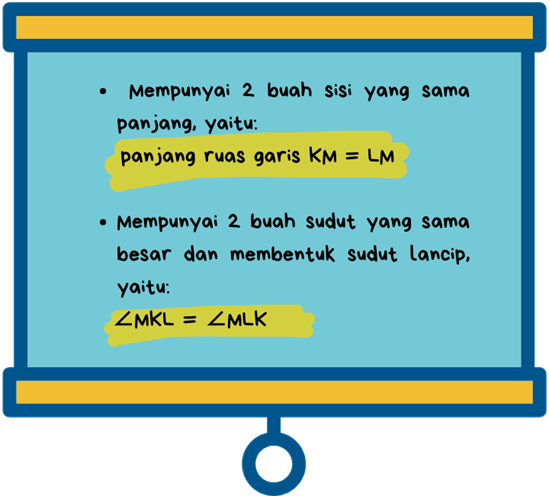 • Mempunyai 2 buah sisi yang sama
panjang, yaitu:
panjang ruas garis KM = LM
• Mempunyai 2 buah sudut yang sama
besar dan membentuk sudut lancip,
yaitu:
∠MKL = ∠MLK